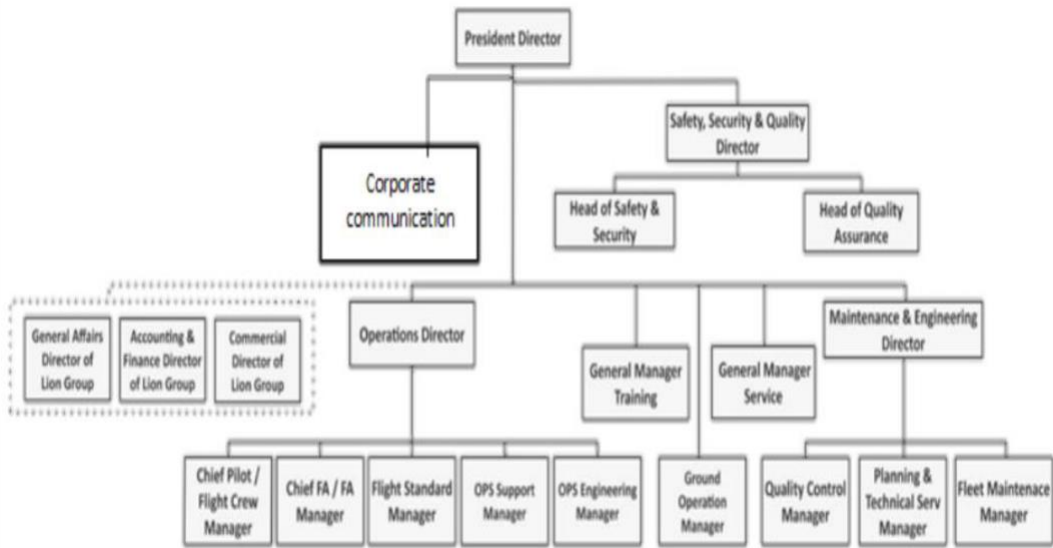 President Director
Safety, Security & Quality
Director
Corporate
communication
Head of Safety &
Security
Head of Quality
Assurance
General Affairs
Director of
Lion Group
Accounting &
Finance Director
of Lion Group
Commercial
Director of
Lion Group
Operations Director
General Manager
Training
General Manager
Service
Maintenance & Engineering
Director
Chief Pilot /
Flight Crew
Manager
Chief FA / FA
Manager
Flight Standard
Manager
OPS Support
Manager
OPS Engineering
Manager
Ground
Operation
Manager
Quality Control
Manager
Planning &
Technical Serv
Manager
Fleet Maintenace
Manager